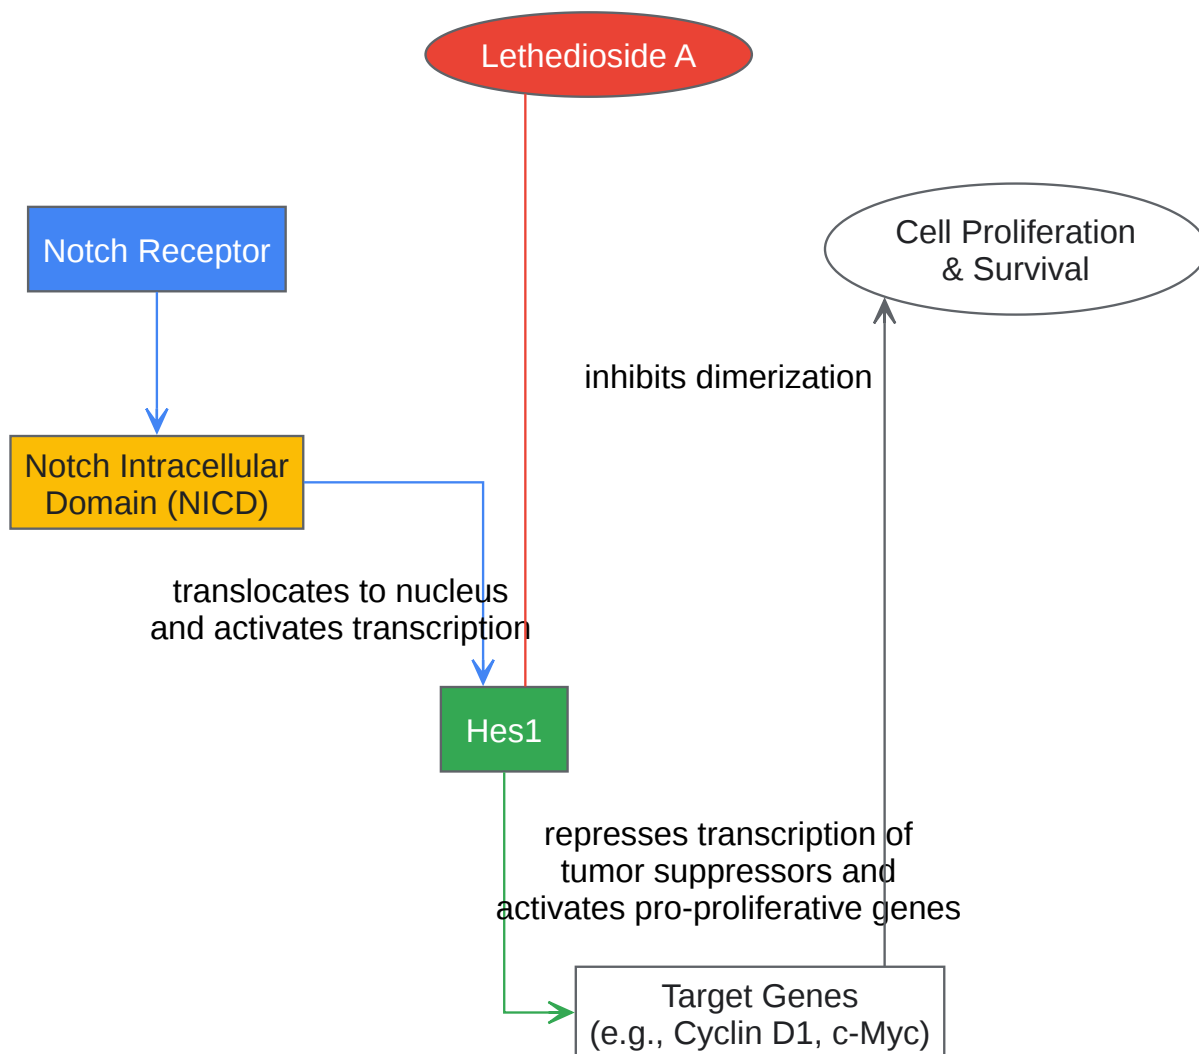 Lethedioside A
Notch Receptor
Cell Proliferation
& Survival
inhibits dimerization
Notch Intracellular
Domain (NICD)
translocates to nucleus
and activates transcription
Hes1
represses transcription of
tumor suppressors and
activates pro-proliferative genes
Target Genes
(e.g., Cyclin D1, c-Myc)